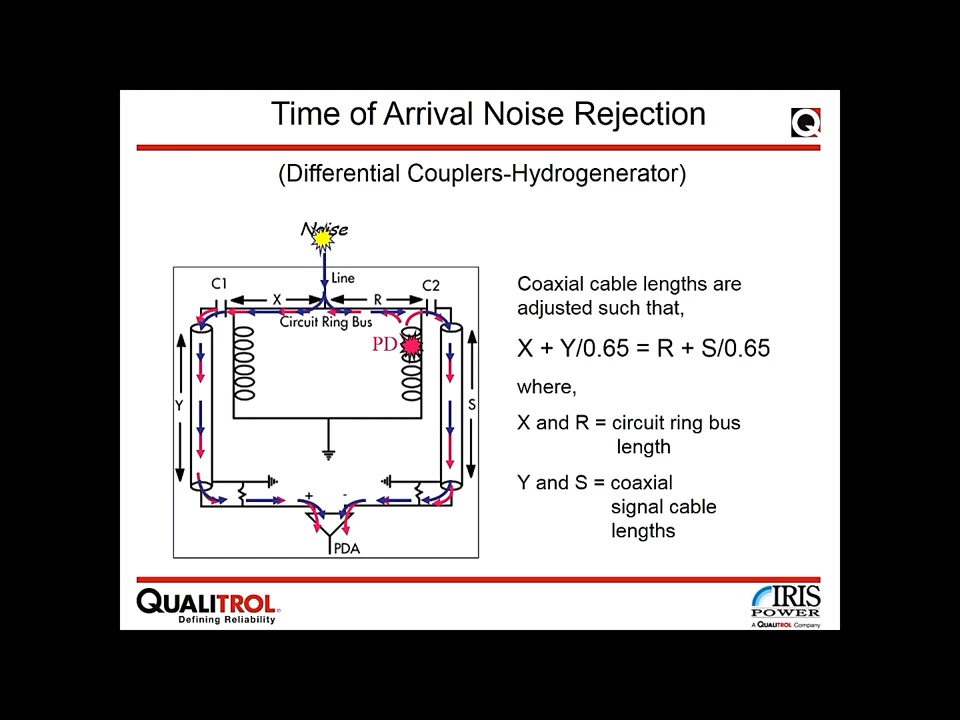 Time of Arrival Noise Rejection
Q
(Differential Couplers-Hydrogenerator)
Noise
Line
C1
X
R
C2
Circuit Ring Bus
PD
Y
S
+
-
PDA
Coaxial cable lengths are
adjusted such that,
X + Y/0.65 = R + S/0.65
where,
X and R = circuit ring bus
length
Y and S = coaxial
signal cable
lengths
QUALITROL®
Defining Reliability
IRIS
POWER
A QUALITROL Company